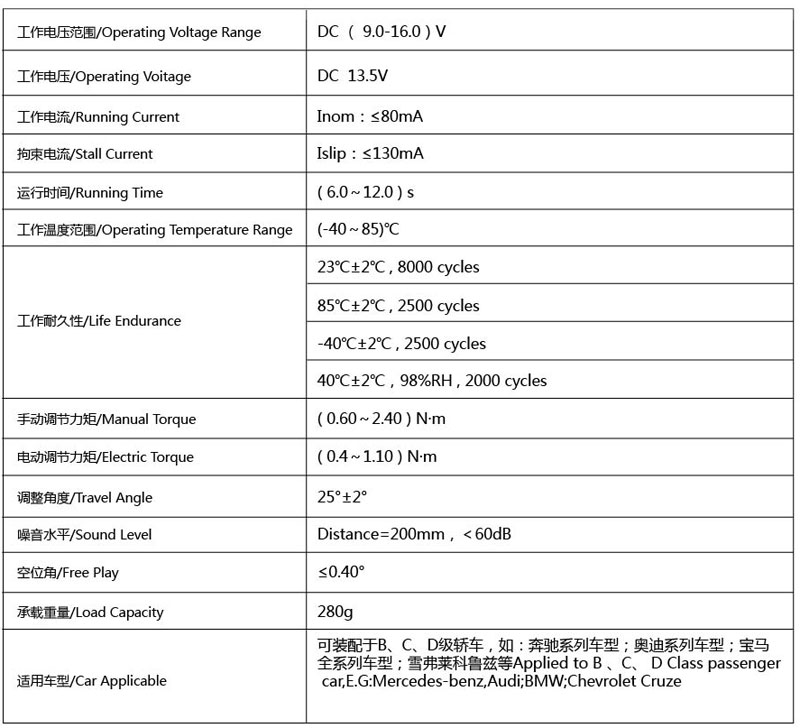 工作电压范围/Operating Voltage Range
DC （ 9.0-16.0 ) V
工作电压/Operating Voitage
DC 13.5V
工作电流/Running Current
Inom：≤80mA
拘束电流/Stall Current
Islip：≤130mA
运行时间/Running Time
( 6.0～12.0 ) s
工作温度范围/Operating Temperature Range
(-40～85)℃
工作耐久性/Life Endurance
23℃±2℃ , 8000 cycles
85℃±2℃ , 2500 cycles
-40℃±2℃ , 2500 cycles
40℃±2℃，98%RH , 2000 cycles
手动调节力矩/Manual Torque
( 0.60～2.40 ) N·m
电动调节力矩/Electric Torque
( 0.4～1.10 ) N·m
调整角度/Travel Angle
25°±2°
噪音水平/Sound Level
Distance=200mm，＜60dB
空位角/Free Play
≤0.40°
承载重量/Load Capacity
280g
适用车型/Car Applicable
可装配于B、C、D级轿车，如：奔驰系列车型；奥迪系列车型；宝马
全系列车型；雪弗莱科鲁兹等Applied to B 、C、 D Class passenger
car,E.G:Mercedes-benz,Audi;BMW;Chevrolet Cruze